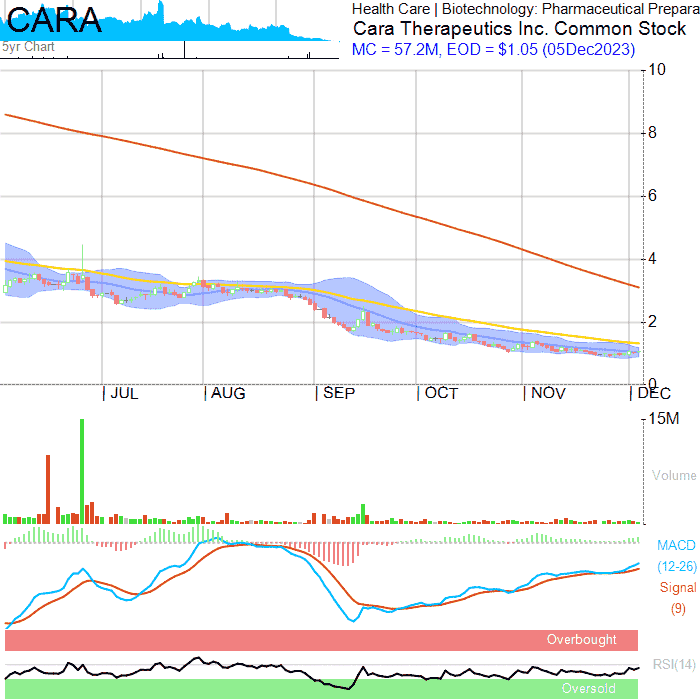 CARA
5yr Chart
Health Care | Biotechnology: Pharmaceutical Prepara
Cara Therapeutics Inc. Common Stock
MC = 57.2M, EOD = $1.05 (05Dec2023)
10
8
6
4
2
0
JUL AUG SEP OCT NOV DEC
15M
Volume
MACD
(12-26)
Signal
(9)
Overbought
RSI(14)
Oversold